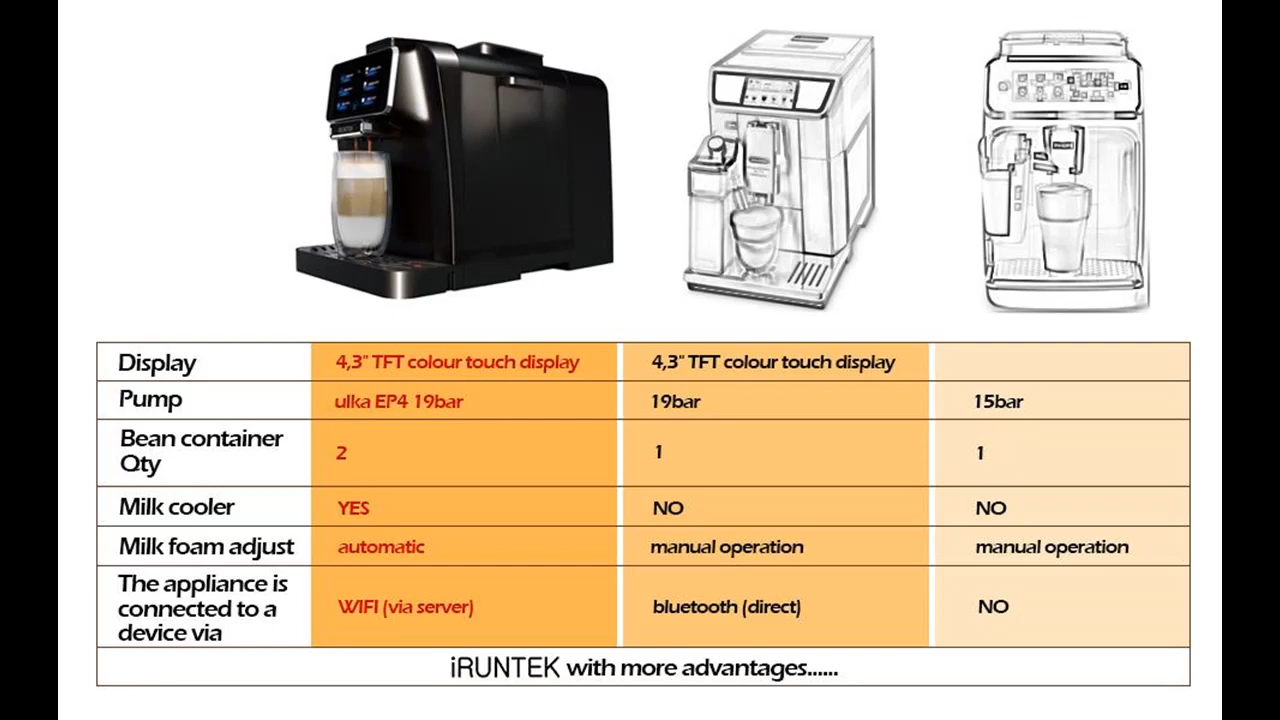 Display 4,3" TFT colour touch display 4,3" TFT colour touch display
Pump ulka EP4 19bar 19bar 15bar
Bean container
Qty 2 1 1
Milk cooler YES NO NO
Milk foam adjust automatic manual operation manual operation
The appliance is
connected to a
device via WIFI (via server) bluetooth (direct) NO
iRUNTEK with more advantages......